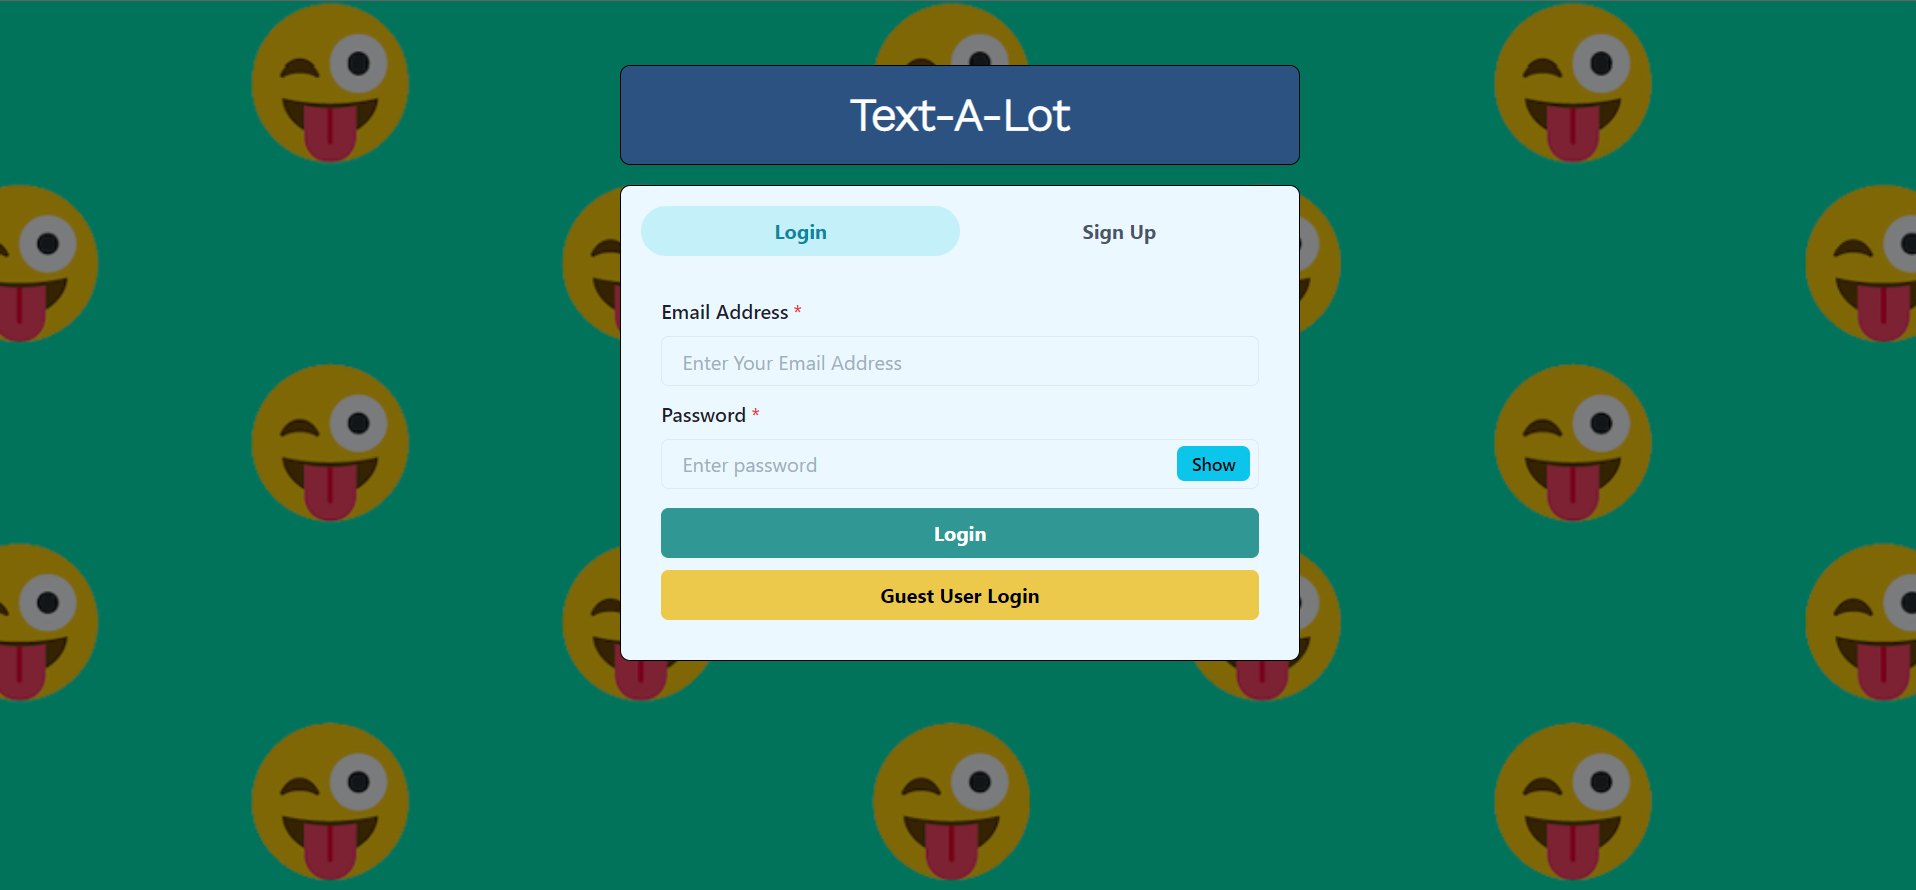 Text-A-Lot
Login
Sign Up
Email Address *
Enter Your Email Address
Password *
Enter password
Show
Login
Guest User Login